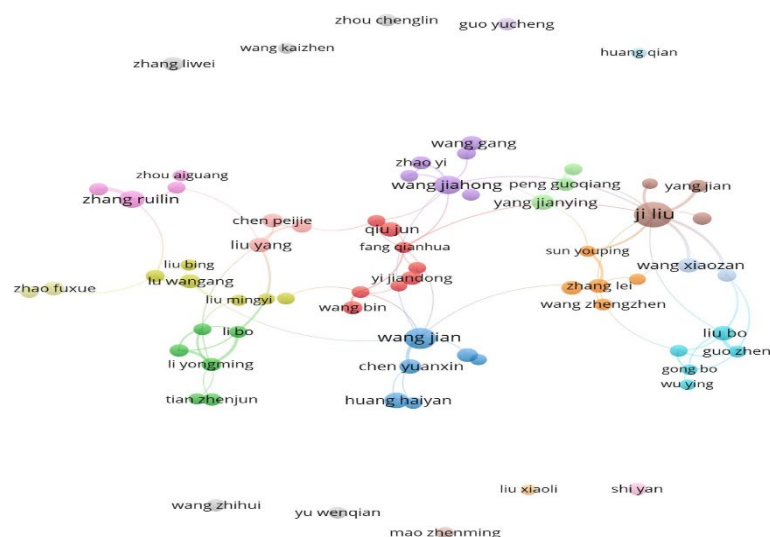 zhou chenglin
guo yucheng
wang kaizhen
huang qian
zhang liwei
wang gang
zhao yi
zhou aiguang
wang jiahong
peng guoqiang
yang jian
zhang ruilin
yang jianying
ji liu
chen peijie
qiu jun
liu yang
fang qianhua
sun youping
liu bing
wang xiaozan
lu wangang
yi jiandong
zhang lei
zhao fuxue
liu mingyi
wang bin
wang zhengzhen
li bo
wang jian
liu bo
guo zhen
li yongming
chen yuanxin
gong bo
wu ying
tian zhenjun
huang haiyan
liu xiaoli
shi yan
wang zhihui
yu wenqian
mao zhenming